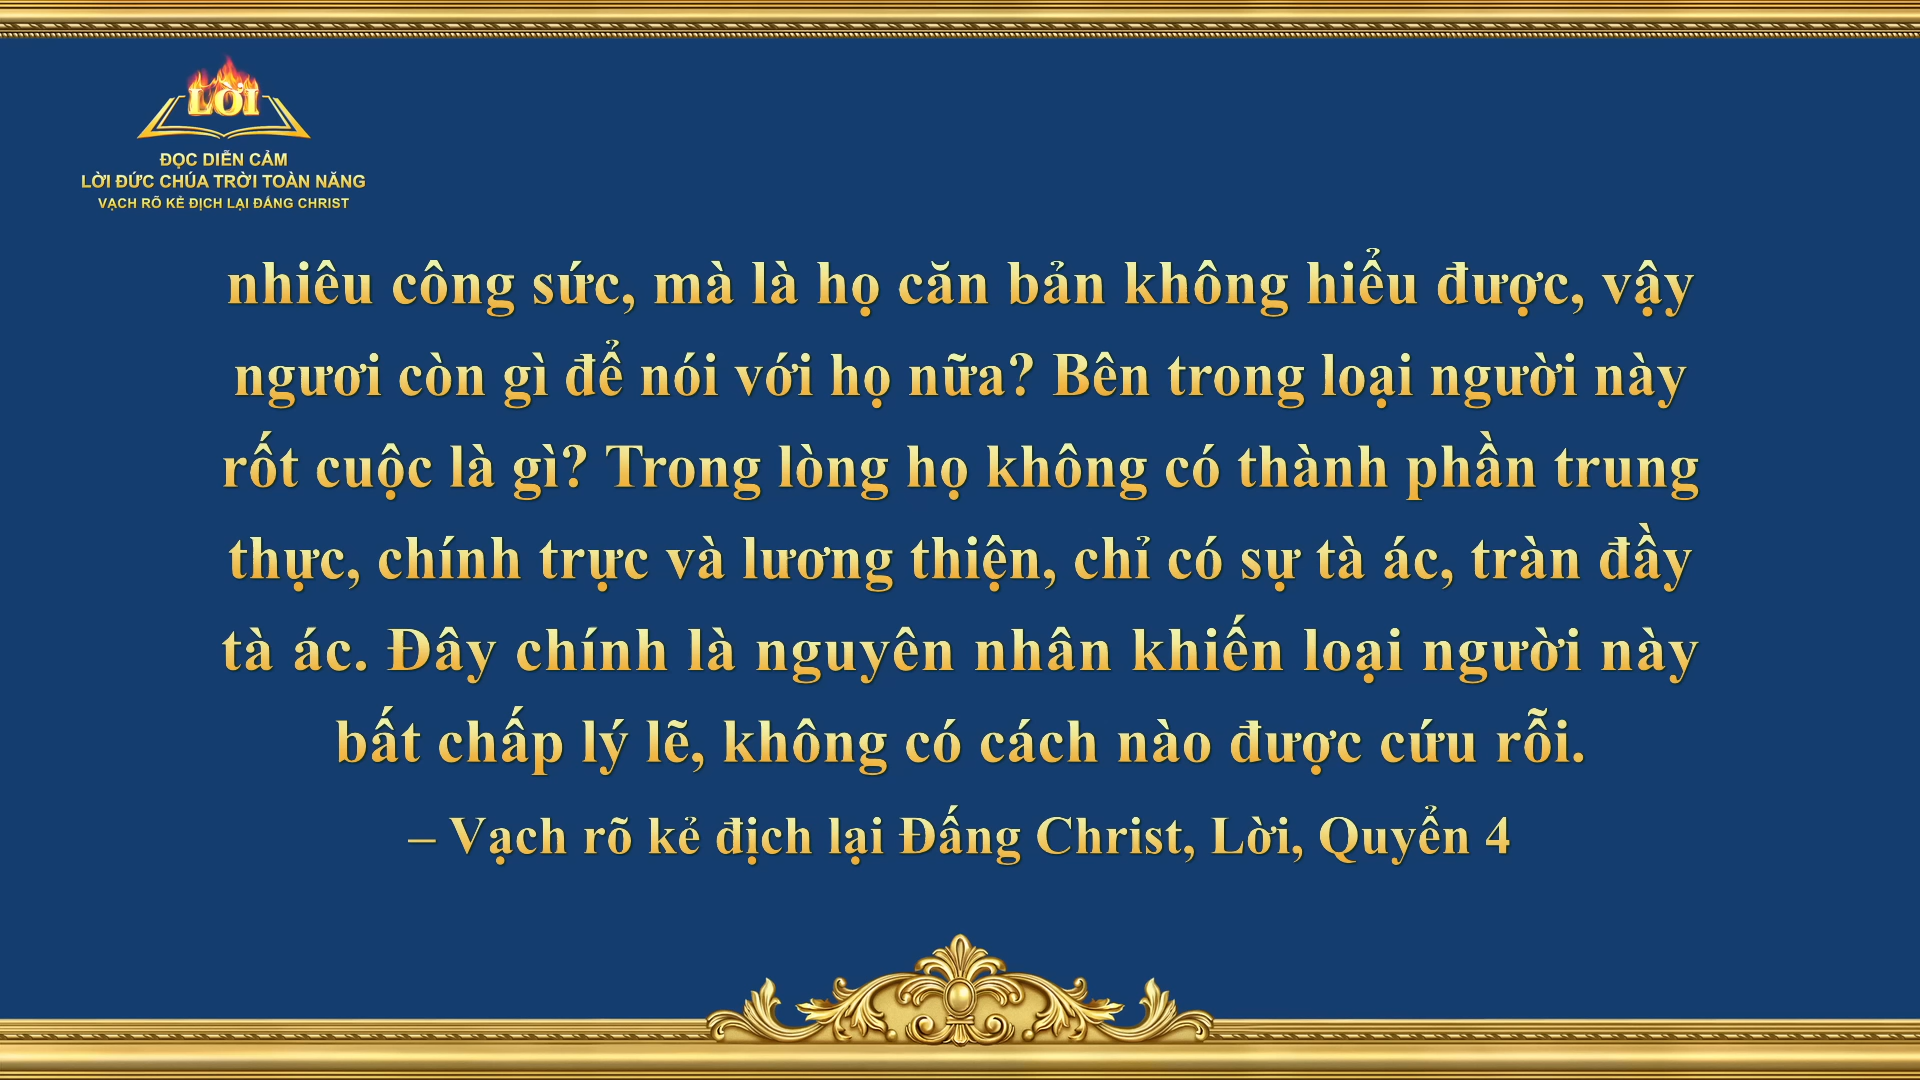 LỜI
ĐỌC DIỄN CẢM
LỜI ĐỨC CHÚA TRỜI TOÀN NĂNG
VẠCH RÕ KẺ ĐỊCH LẠI ĐẤNG CHRIST
nhiêu công sức, mà là họ căn bản không hiểu được, vậy
ngươi còn gì để nói với họ nữa? Bên trong loại người này
rốt cuộc là gì? Trong lòng họ không có thành phần trung
thực, chính trực và lương thiện, chỉ có sự tà ác, tràn đầy
tà ác. Đây chính là nguyên nhân khiến loại người này
bất chấp lý lẽ, không có cách nào được cứu rỗi.
– Vạch rõ kẻ địch lại Đấng Christ, Lời, Quyển 4